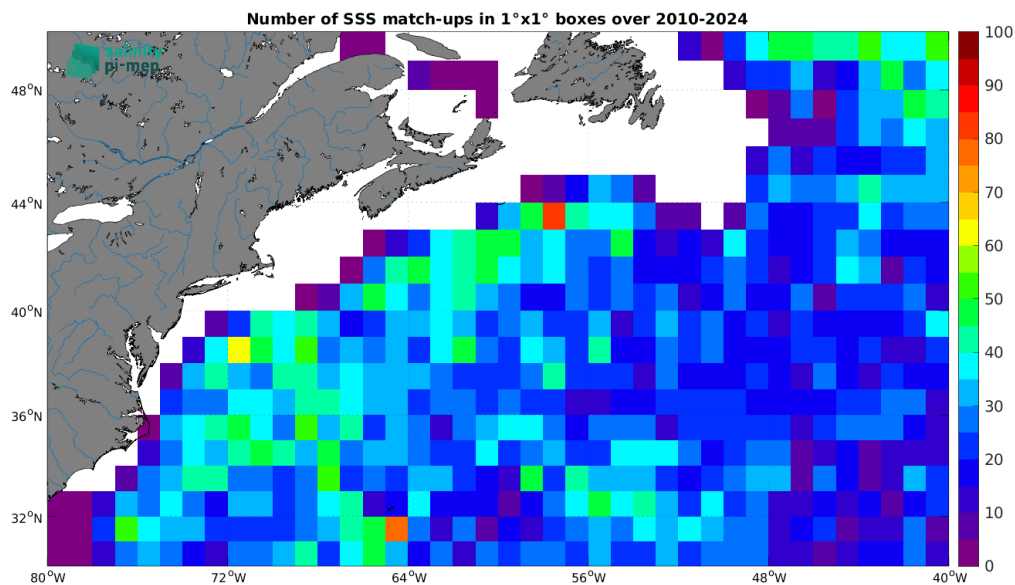 Number of SSS match-ups in 1°x1° boxes over 2010-2024
salinity
pi-mep
48°N
44°N
40°N
36°N
32°N
80°W 72°W 64°W 56°W 48°W 40°W
100
90
80
70
60
50
40
30
20
10
0